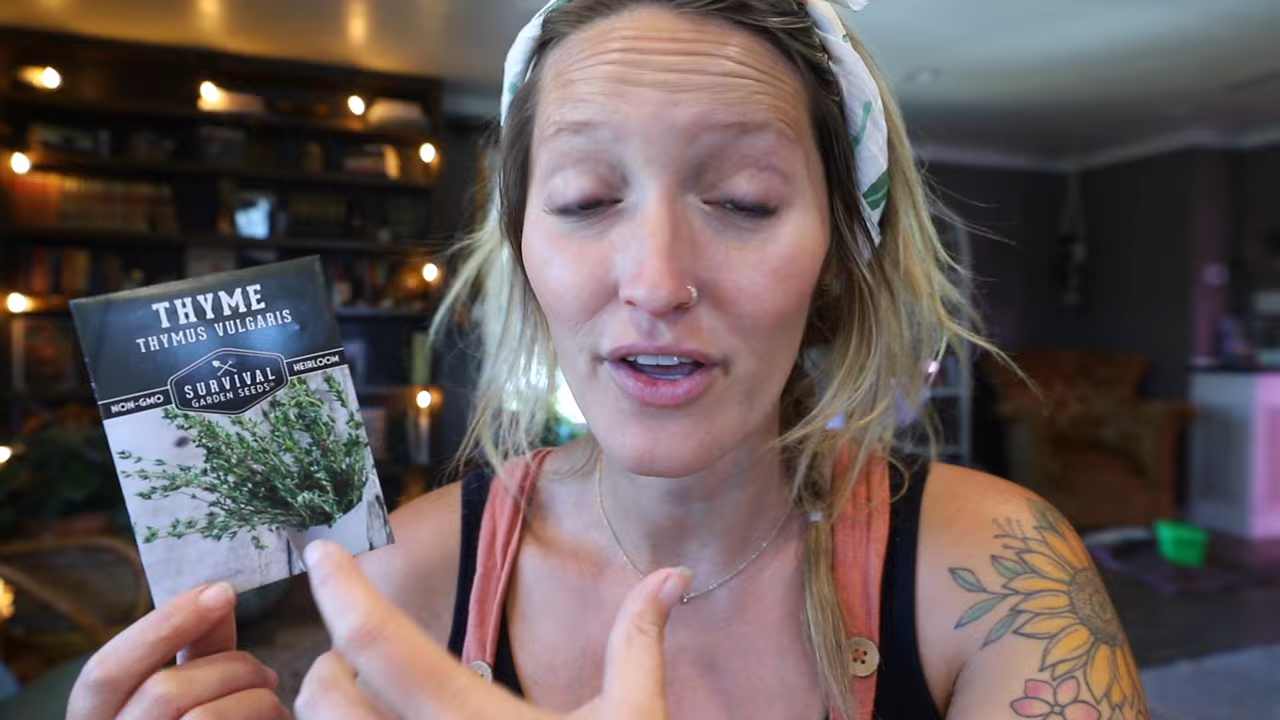 THYME
THYMUS VULGARIS
NON-GMO
SURVIVAL
GARDEN SEEDS
HEIRLOOM